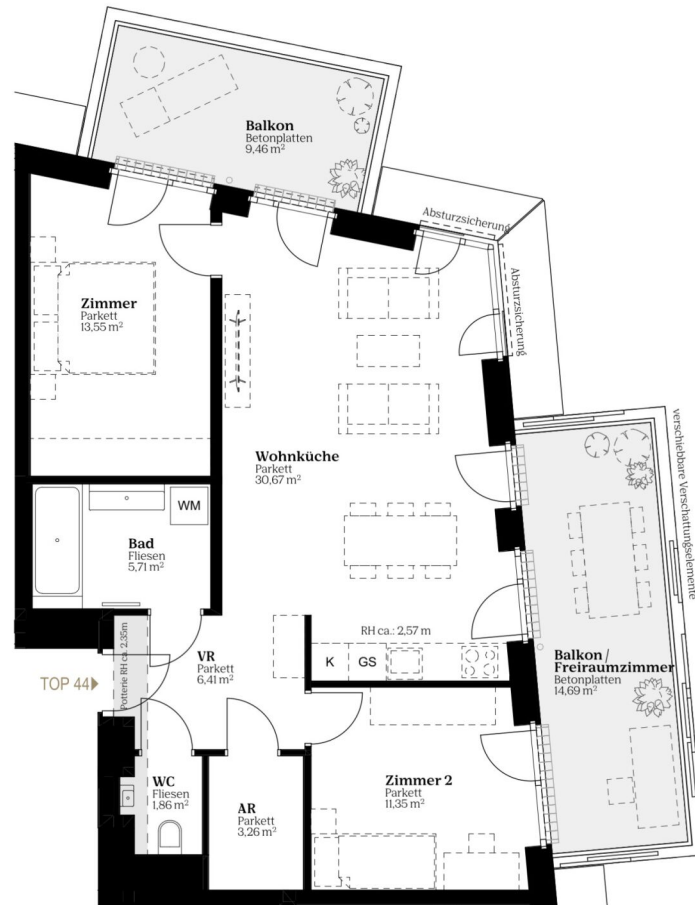 Balkon
Betonplatten
9,46 m²
Absturzsicherung
Absturzsicherung
Zimmer
Parkett
13,55 m²
verschiebbare Verschattungselemente
Wohnküche
Parkett
30,67 m²
WM
Bad
Fliesen
5,71 m²
RH ca.: 2,57 m
K
GS
VR
Parkett
6,41 m²
Potterie RH ca. 2,35m
TOP 44
Balkon/
Freiraumzimmer
Betonplatten
14,69 m²
WC
Fliesen
1,86 m²
AR
Parkett
3,26 m²
Zimmer 2
Parkett
11,35 m²